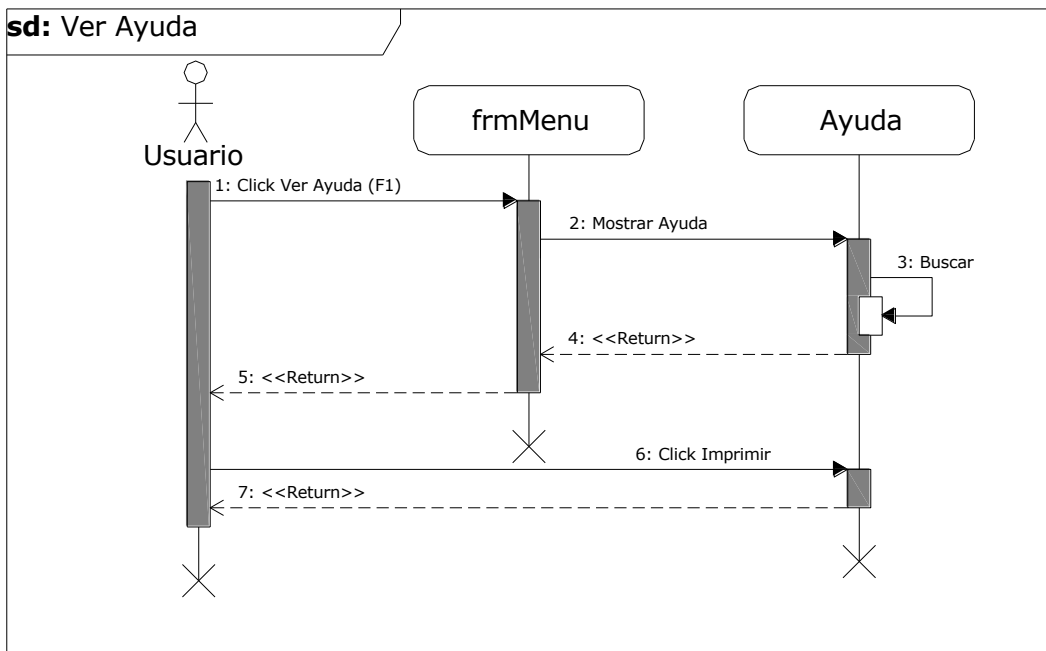 sd: Ver Ayuda
Usuario
frmMenu
Ayuda
1: Click Ver Ayuda (F1)
2: Mostrar Ayuda
3: Buscar
4: <<Return>>
5: <<Return>>
6: Click Imprimir
7: <<Return>>